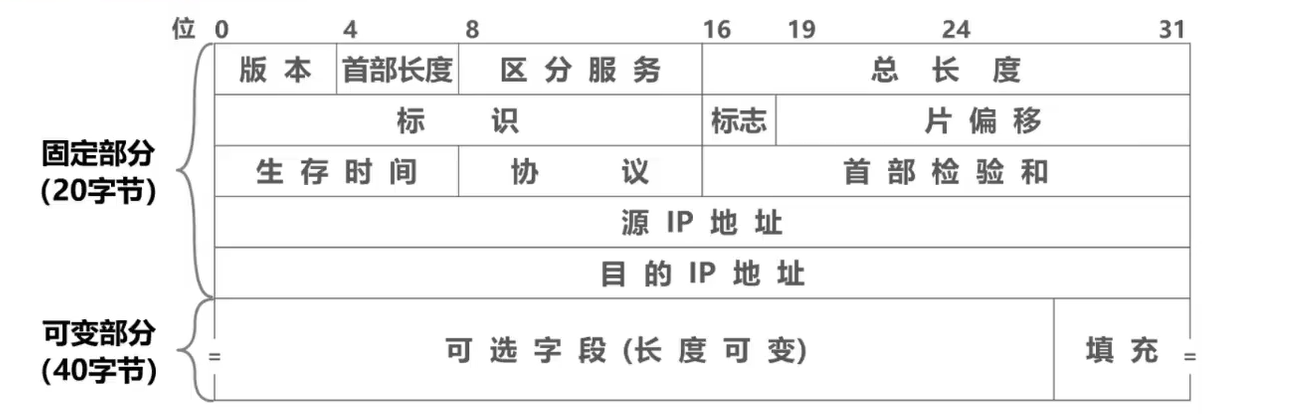 位 0 4 8 16 19 24 31
版本 首部长度 区分服务 总长度
标识 标志 片偏移
固定部分
(20字节)
生存时间 协议 首部检验和
源 IP 地址
目的 IP 地址
可变部分
(40字节)
= 可选字段 (长度可变) 填充 =